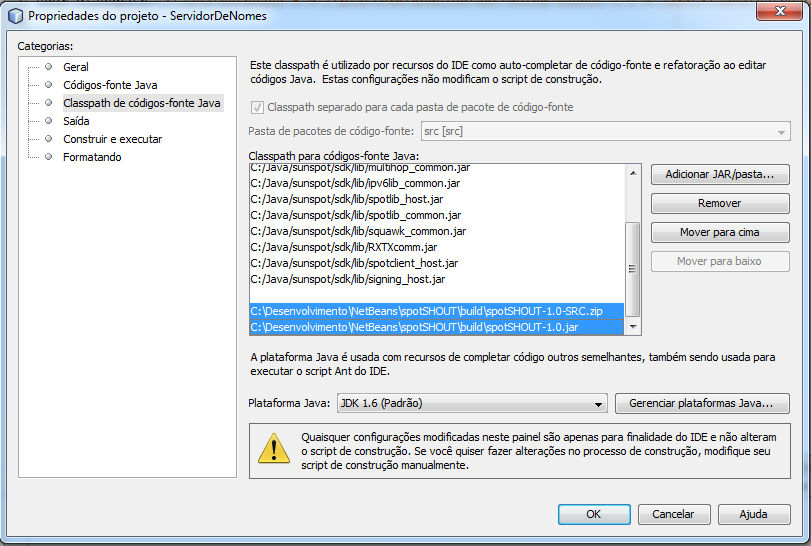 Propriedades do projeto - ServidorDeNomes
Categorias:
Geral
Códigos-fonte Java
Classpath de códigos-fonte Java
Saída
Construir e executar
Formatando
Este classpath é utilizado por recursos do IDE como auto-completar de código-fonte e refatoração ao editar
códigos Java. Estas configurações não modificam o script de construção.
Classpath separado para cada pasta de pacote de código-fonte
Pasta de pacotes de código-fonte: src [src]
Classpath para códigos-fonte Java:
C:/Java/sunspot/sdk/lib/multihop_common.jar
C:/Java/sunspot/sdk/lib/ipv6lib_common.jar
C:/Java/sunspot/sdk/lib/spotlib_host.jar
C:/Java/sunspot/sdk/lib/spotlib_common.jar
C:/Java/sunspot/sdk/lib/squawk_common.jar
C:/Java/sunspot/sdk/lib/RXTXcomm.jar
C:/Java/sunspot/sdk/lib/spotclient_host.jar
C:/Java/sunspot/sdk/lib/signing_host.jar
C:\Desenvolvimento\NetBeans\spotSHOUT\build\spotSHOUT-1.0-SRC.zip
C:\Desenvolvimento\NetBeans\spotSHOUT\build\spotSHOUT-1.0.jar
Adicionar JAR/pasta...
Remover
Mover para cima
Mover para baixo
A plataforma Java é usada com recursos de completar código outros semelhantes, também sendo usada para
executar o script Ant do IDE.
Plataforma Java: JDK 1.6 (Padrão) Gerenciar plataformas Java...
Quaisquer configurações modificadas neste painel são apenas para finalidade do IDE e não alteram
o script de construção. Se você quiser fazer alterações no processo de construção, modifique seu
script de construção manualmente.
OK Cancelar Ajuda